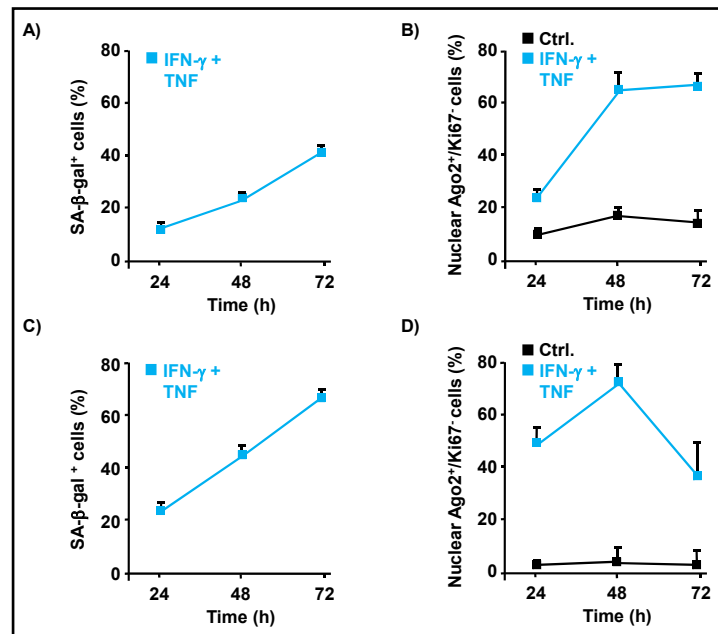 A)
IFN-γ +
TNF
SA-β-gal⁺ cells (%)
80
60
40
20
0
24 48 72
Time (h)
B)
Ctrl.
IFN-γ +
TNF
Nuclear Ago2⁺/Ki67⁻ cells (%)
80
60
40
20
0
24 48 72
Time (h)
C)
IFN-γ +
TNF
SA-β-gal ⁺ cells (%)
80
60
40
20
0
24 48 72
Time (h)
D)
Ctrl.
IFN-γ +
TNF
Nuclear Ago2⁺/Ki67⁻ cells (%)
80
60
40
20
0
24 48 72
Time (h)